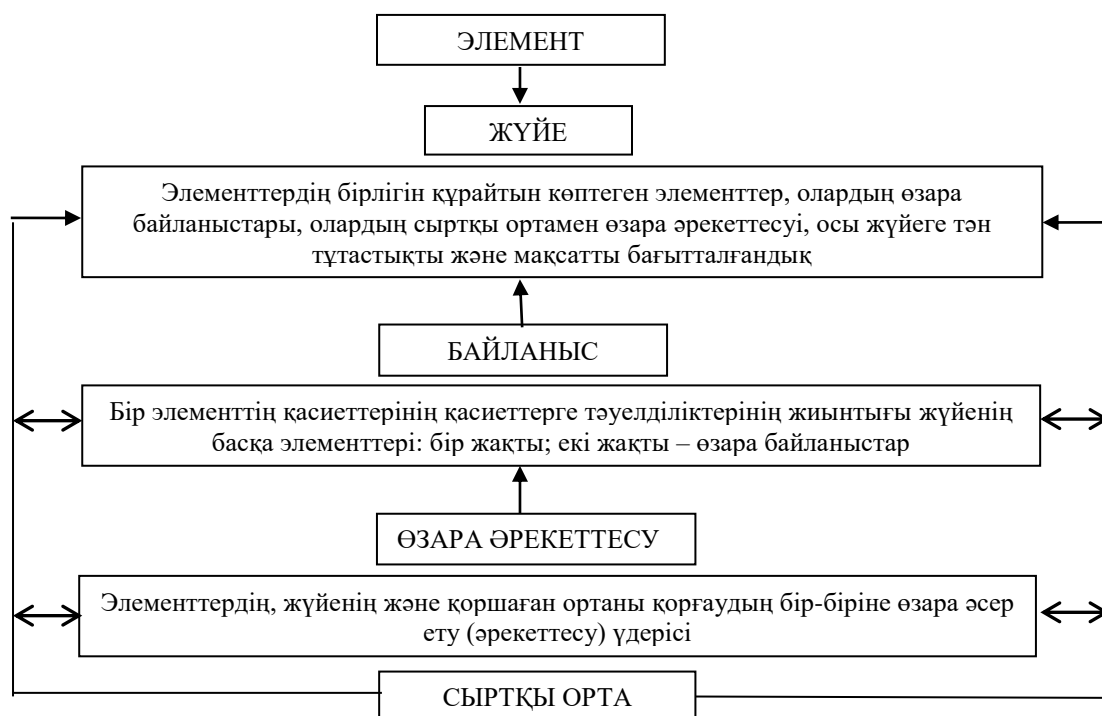 ЭЛЕМЕНТ
ЖҮЙЕ
Элементтердің бірлігін құрайтын көптеген элементтер, олардың өзара
байланыстары, олардың сыртқы ортамен өзара әрекеттесуі, осы жүйеге тән
тұтастықты және мақсатты бағытталғандық
БАЙЛАНЫС
Бір элементтің қасиеттерінің қасиеттерге тәуелділіктерінің жиынтығы жүйенің
басқа элементтері: бір жақты; екі жақты – өзара байланыстар
ӨЗАРА ӘРЕКЕТТЕСУ
Элементтердің, жүйенің және қоршаған ортаны қорғаудың бір-біріне өзара әсер
ету (әрекеттесу) үдерісі
СЫРТҚЫ ОРТА